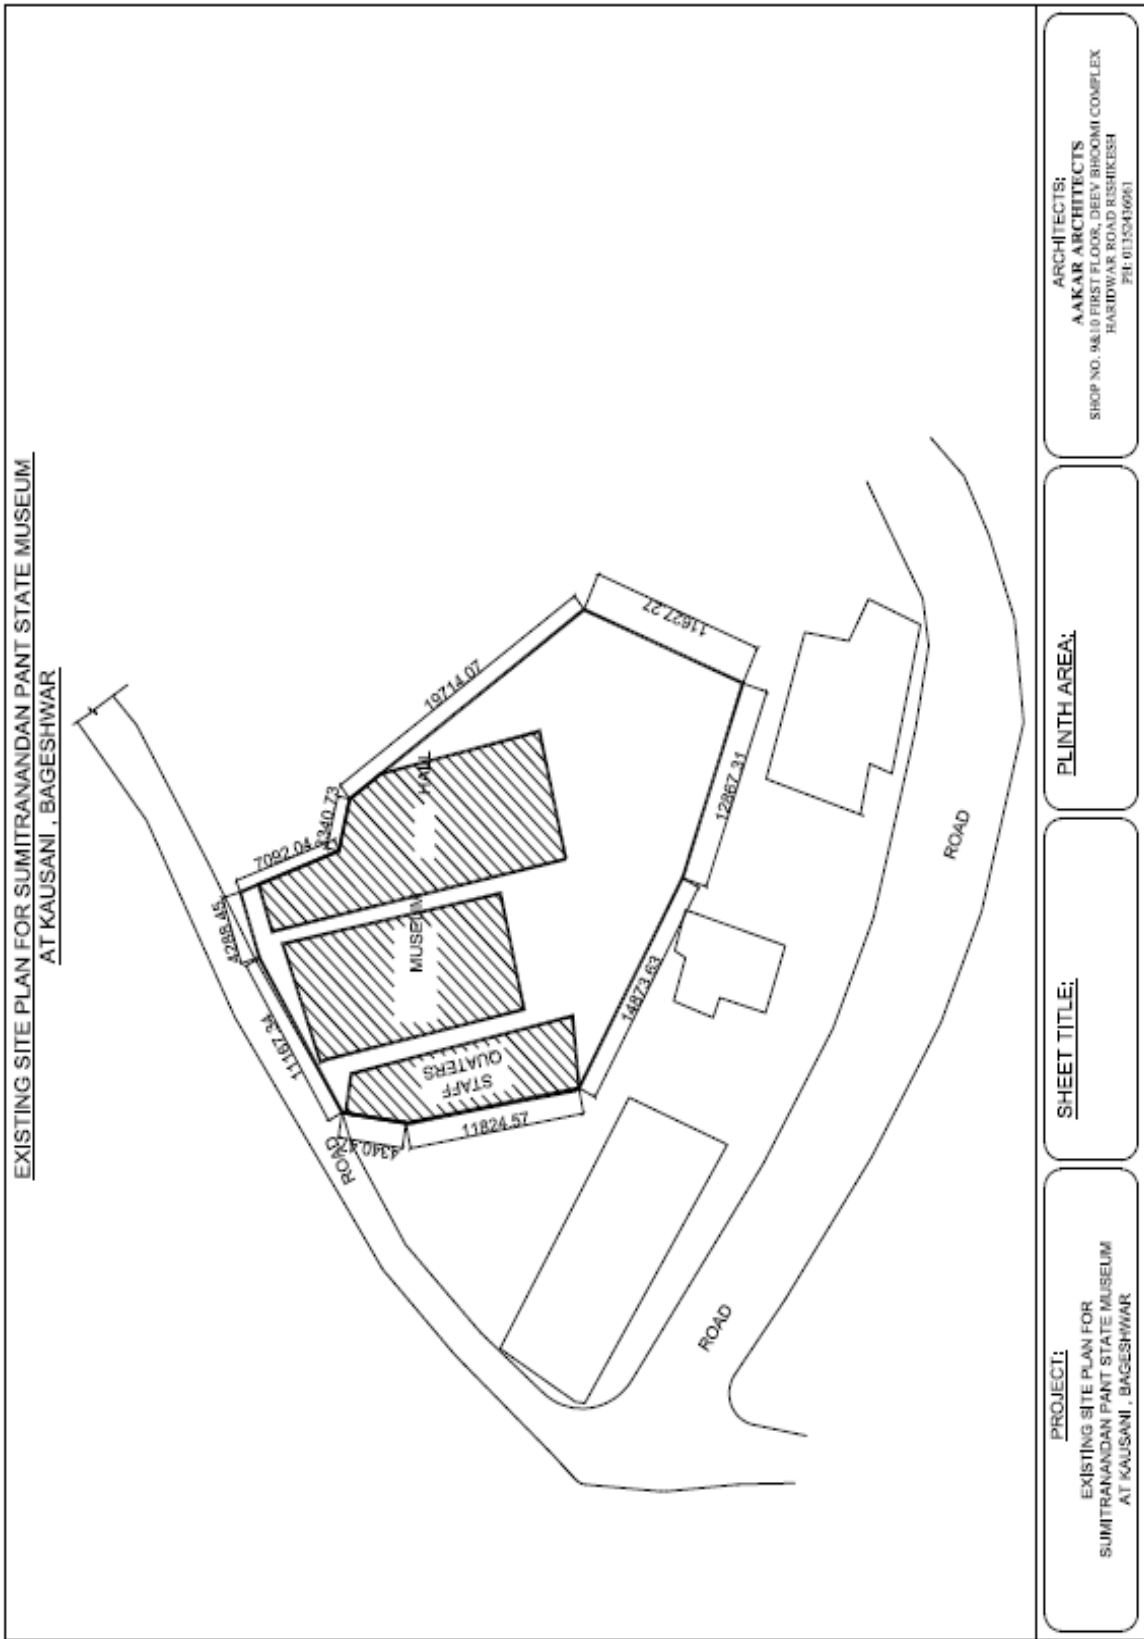 EXISTING SITE PLAN FOR SUMITRANANDAN PANT STATE MUSEUM
AT KAUSANI , BAGESHWAR
ROAD
4340.47
11167.34
4288.45
7092.04
19714.07
11627.27
12867.31
14873.63
11824.57
STAFF
QUATERS
MUSEUM
HALL
ROAD
ROAD
PROJECT:
EXISTING SITE PLAN FOR
SUMITRANANDAN PANT STATE MUSEUM
AT KAUSANI , BAGESHWAR
SHEET TITLE:
PLINTH AREA:
ARCHITECTS:
AAKAR ARCHITECTS
SHOP NO. 9&10 FIRST FLOOR, DEEV BHOOMI COMPLEX
HARIDWAR ROAD RISHIKESH
PH: 01352436061